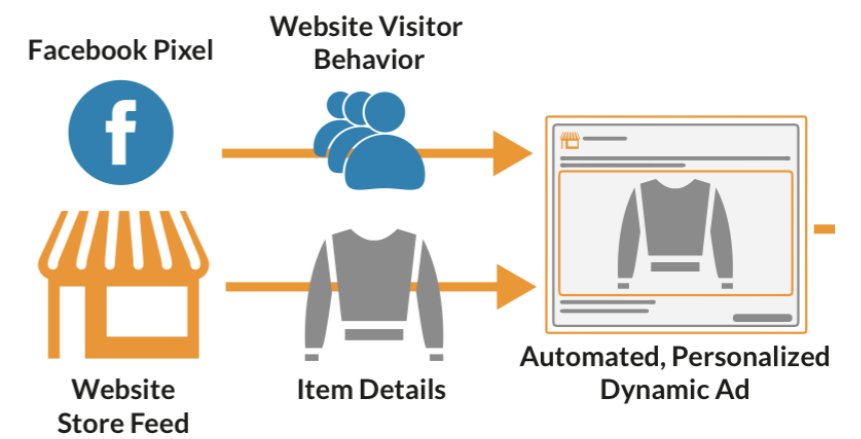 Facebook Pixel
Website Visitor
Behavior
f
Website
Store Feed
Item Details
Automated, Personalized
Dynamic Ad